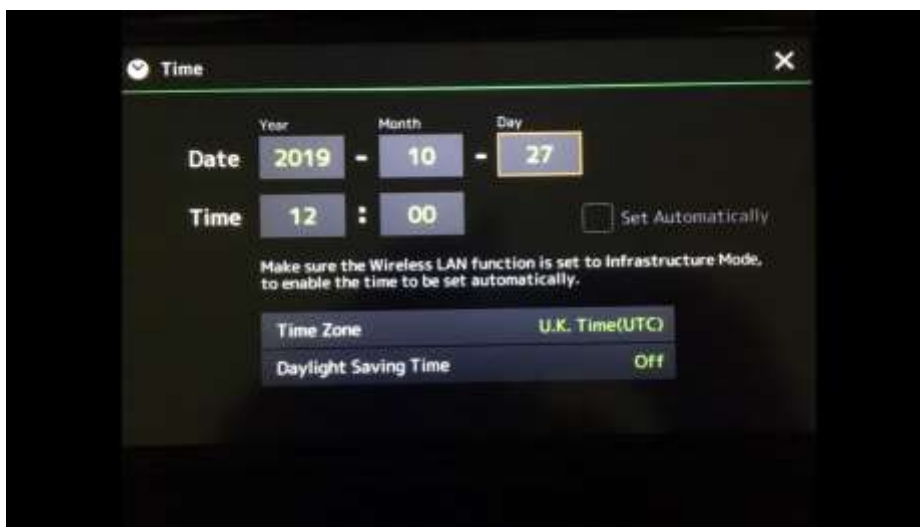 Time
Year Month Day
Date 2019 - 10 - 27
Time 12 : 00 Set Automatically
Make sure the Wireless LAN function is set to Infrastructure Mode,
to enable the time to be set automatically.
Time Zone U.K. Time(UTC)
Daylight Saving Time Off